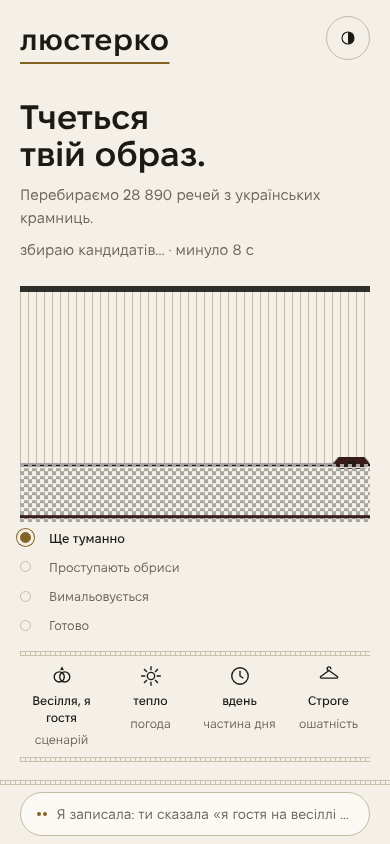 люстерко
Тчеться
твій образ.
Перебираємо 28 890 речей з українських
крамниць.
збираю кандидатів… · минуло 8 с
Ще туманно
Проступають обриси
Вимальовується
Готово
Весілля, я
гостя
сценарій
тепло
погода
вдень
частина дня
Строге
ошатність
Я записала: ти сказала «я гостя на весіллі …